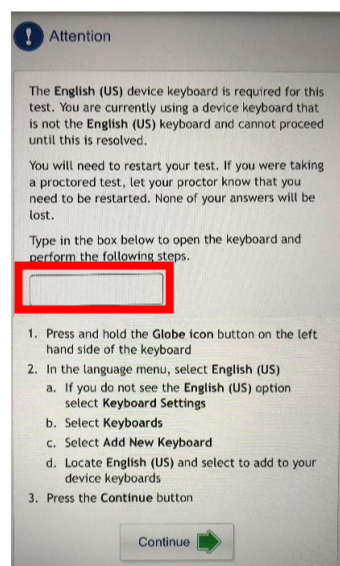 Attention
The English (US) device keyboard is required for this
test. You are currently using a device keyboard that
is not the English (US) keyboard and cannot proceed
until this is resolved.
You will need to restart your test. If you were taking
a proctored test, let your proctor know that you
need to be restarted. None of your answers will be
lost.
Type in the box below to open the keyboard and
perform the following steps.
1. Press and hold the Globe icon button on the left
hand side of the keyboard
2. In the language menu, select English (US)
a. If you do not see the English (US) option
select Keyboard Settings
b. Select Keyboards
c. Select Add New Keyboard
d. Locate English (US) and select to add to your
device keyboards
3. Press the Continue button
Continue